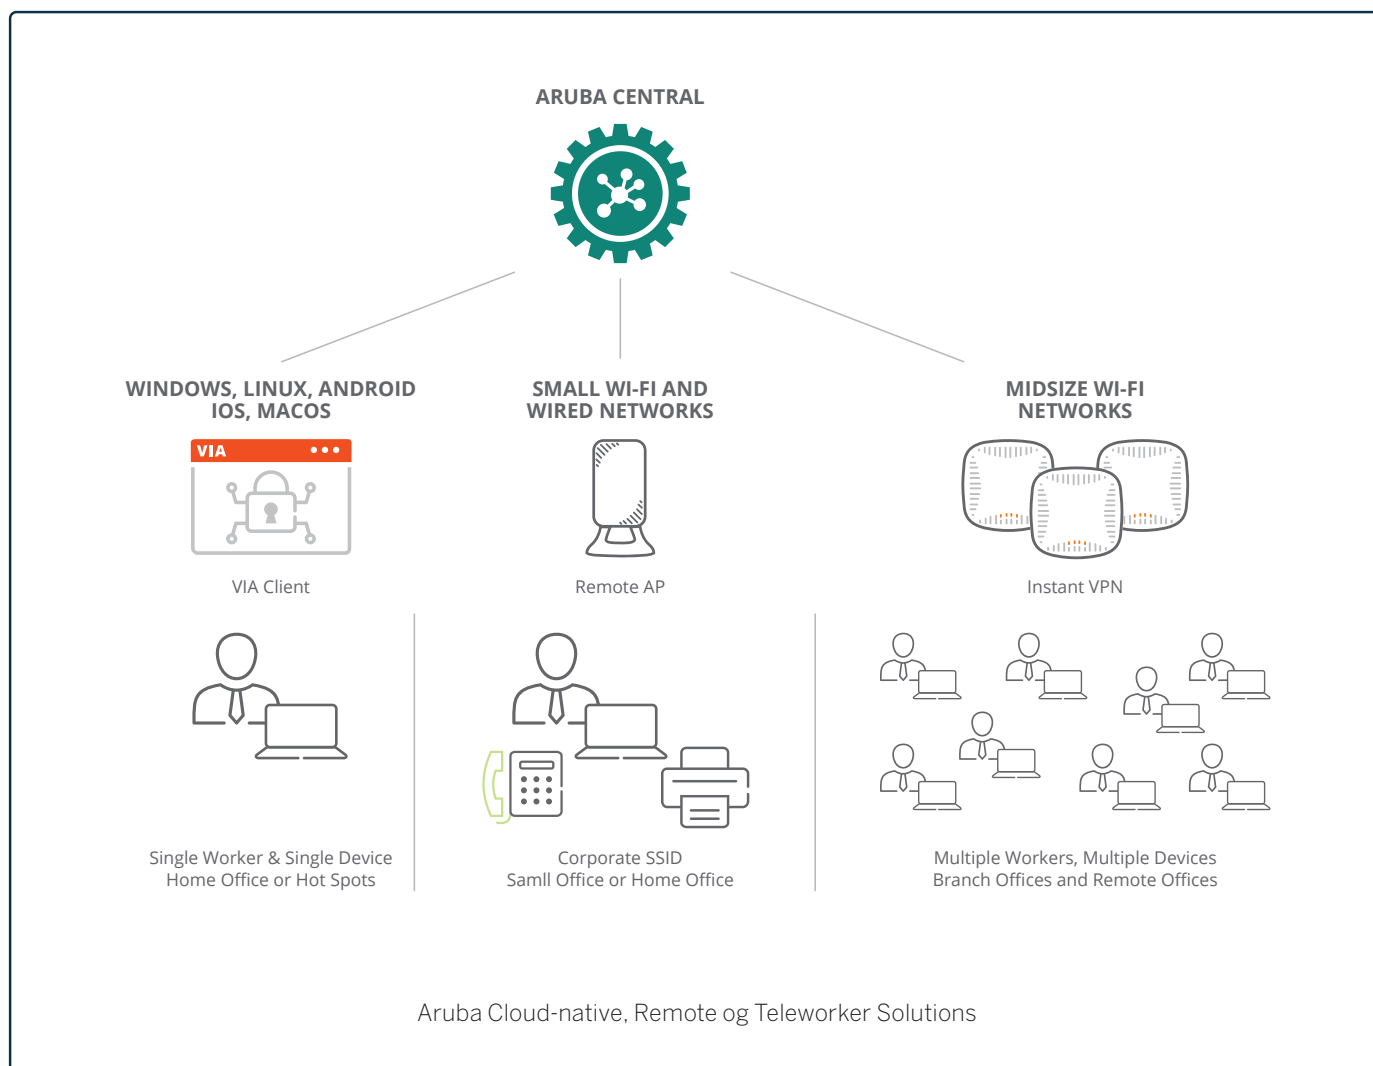 ARUBA CENTRAL
WINDOWS, LINUX, ANDROID
IOS, MACOS
VIA
VIA Client
Single Worker & Single Device
Home Office or Hot Spots
SMALL WI-FI AND
WIRED NETWORKS
Remote AP
Corporate SSID
Samll Office or Home Office
MIDSIZE WI-FI
NETWORKS
Instant VPN
Multiple Workers, Multiple Devices
Branch Offices and Remote Offices
Aruba Cloud-native, Remote og Teleworker Solutions